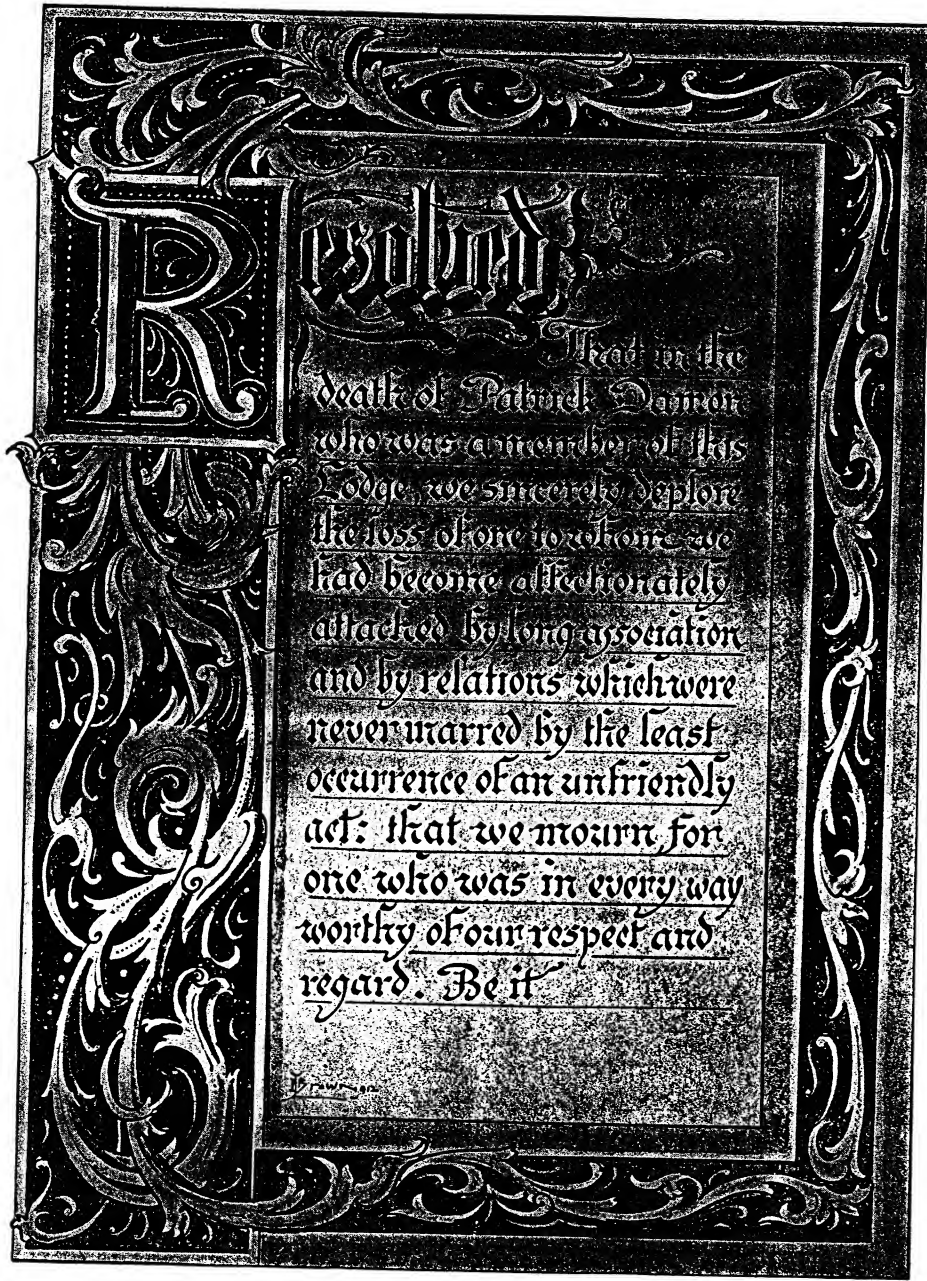 Resolved:
That in the
death of Patrick Damon
who was a member of this
Lodge, we sincerely deplore
the loss of one to whom we
had become affectionately
attached by long association
and by relations which were
never marred by the least
occurrence of an unfriendly
act: that we mourn for
one who was in every way
worthy of our respect and
regard. Be it